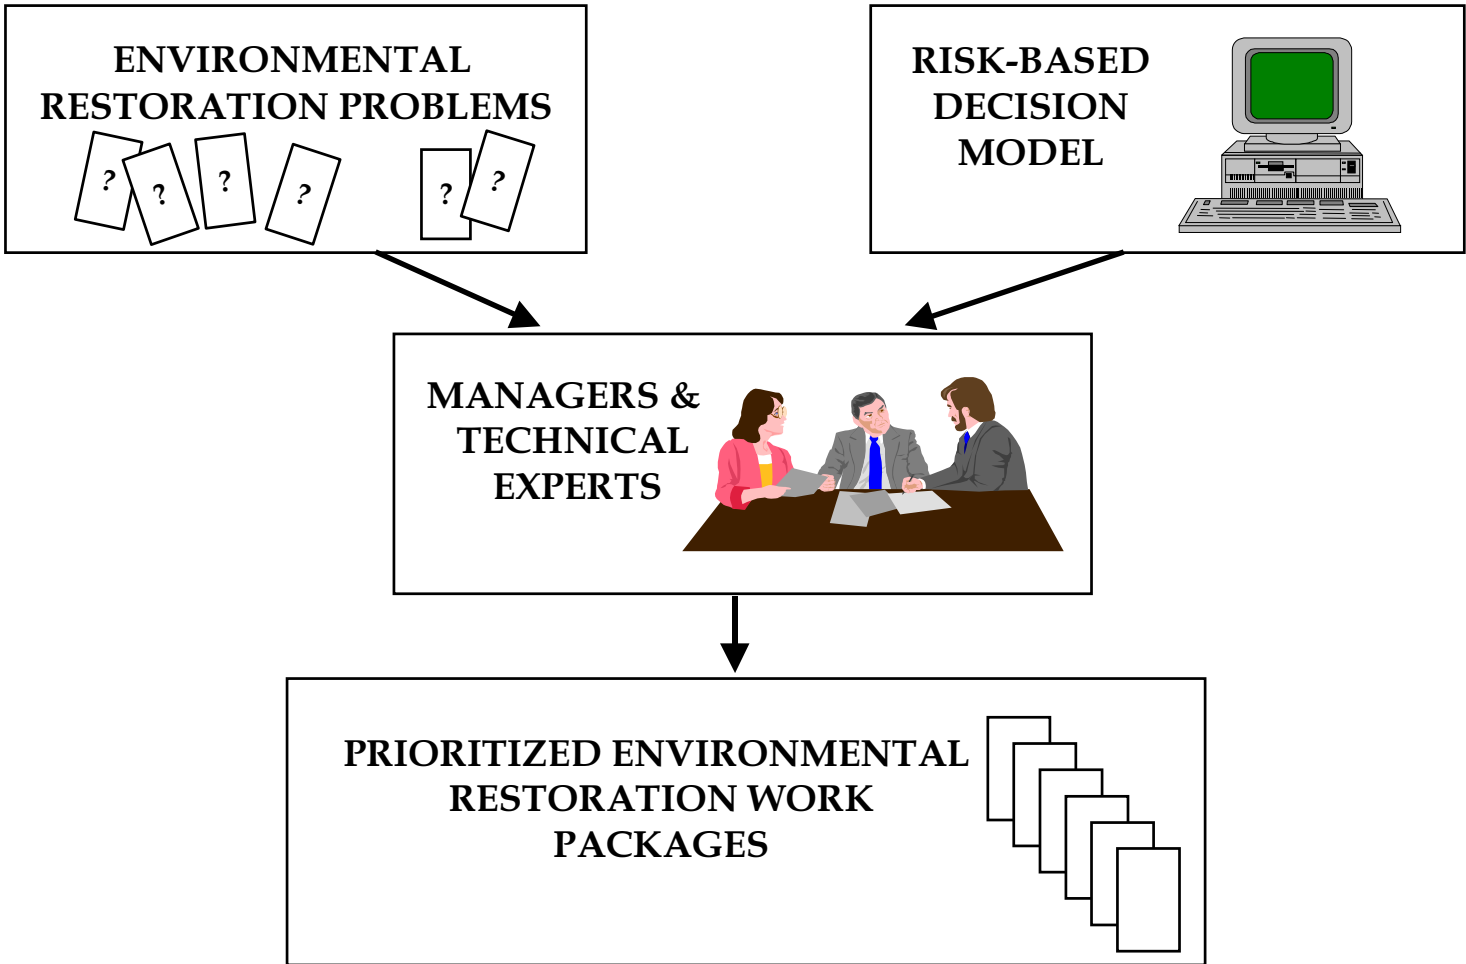 ENVIRONMENTAL
RESTORATION PROBLEMS
? ? ? ? ? ?
RISK-BASED
DECISION
MODEL
MANAGERS &
TECHNICAL
EXPERTS
PRIORITIZED ENVIRONMENTAL
RESTORATION WORK
PACKAGES